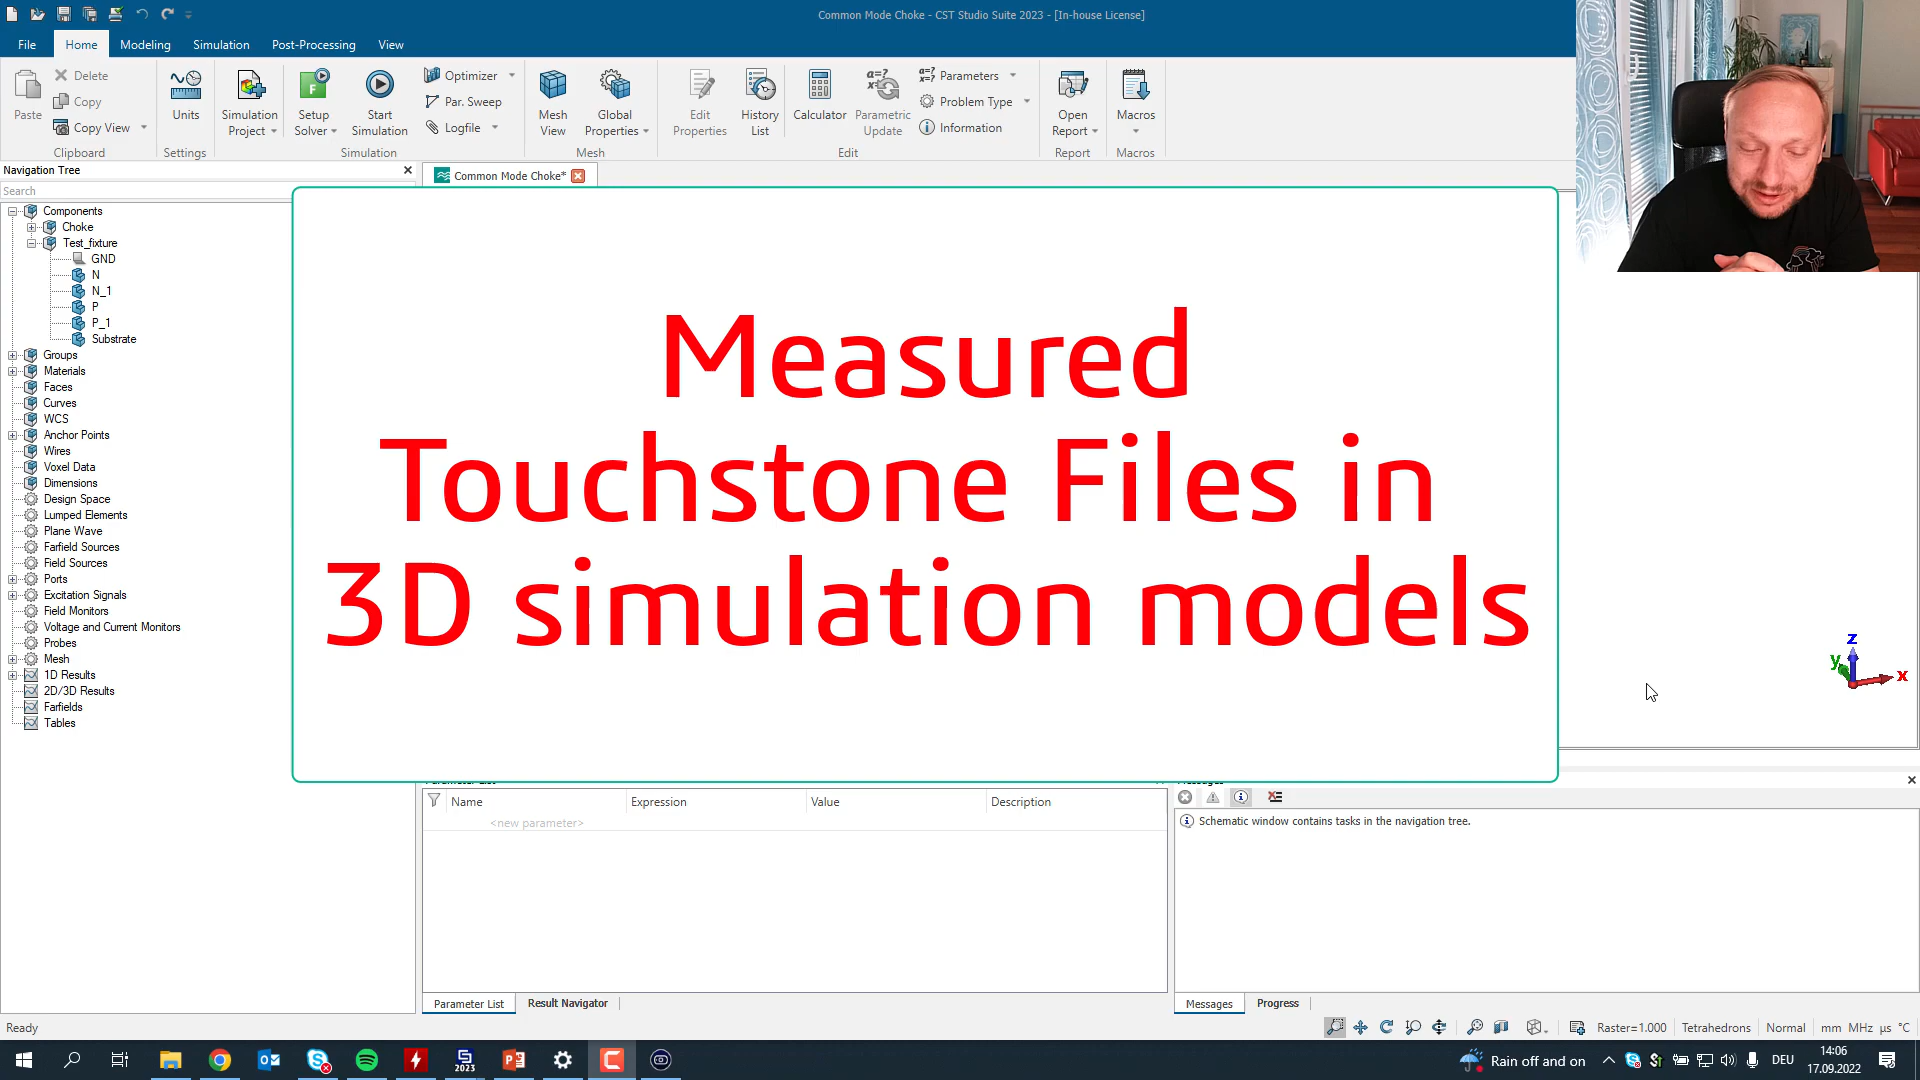 Common Mode Choke - CST Studio Suite 2023 - [In-house License]
File Home Modeling Simulation Post-Processing View
Paste
Delete
Copy
Copy View
Clipboard
Units
Settings
Simulation
Project
Setup
Solver
Start
Simulation
Optimizer
Par. Sweep
Logfile
Simulation
Mesh
View
Global
Properties
Mesh
Edit
Properties
History
List
Calculator
Parametric
Update
Parameters
Problem Type
Information
Edit
Open
Report
Report
Macros
Macros
Navigation Tree
Search
Components
Choke
Test_fixture
GND
N
N_1
P
P_1
Substrate
Groups
Materials
Faces
Curves
WCS
Anchor Points
Wires
Voxel Data
Dimensions
Design Space
Lumped Elements
Plane Wave
Farfield Sources
Field Sources
Ports
Excitation Signals
Field Monitors
Voltage and Current Monitors
Probes
Mesh
1D Results
2D/3D Results
Farfields
Tables
Common Mode Choke*
Measured
Touchstone Files in
3D simulation models
z
y
x
Name Expression Value Description
<new parameter>
Parameter List Result Navigator
Schematic window contains tasks in the navigation tree.
Messages Progress
Ready
Raster=1.000 Tetrahedrons Normal mm MHz µs °C
2023
Rain off and on
DEU
14:06
17.09.2022